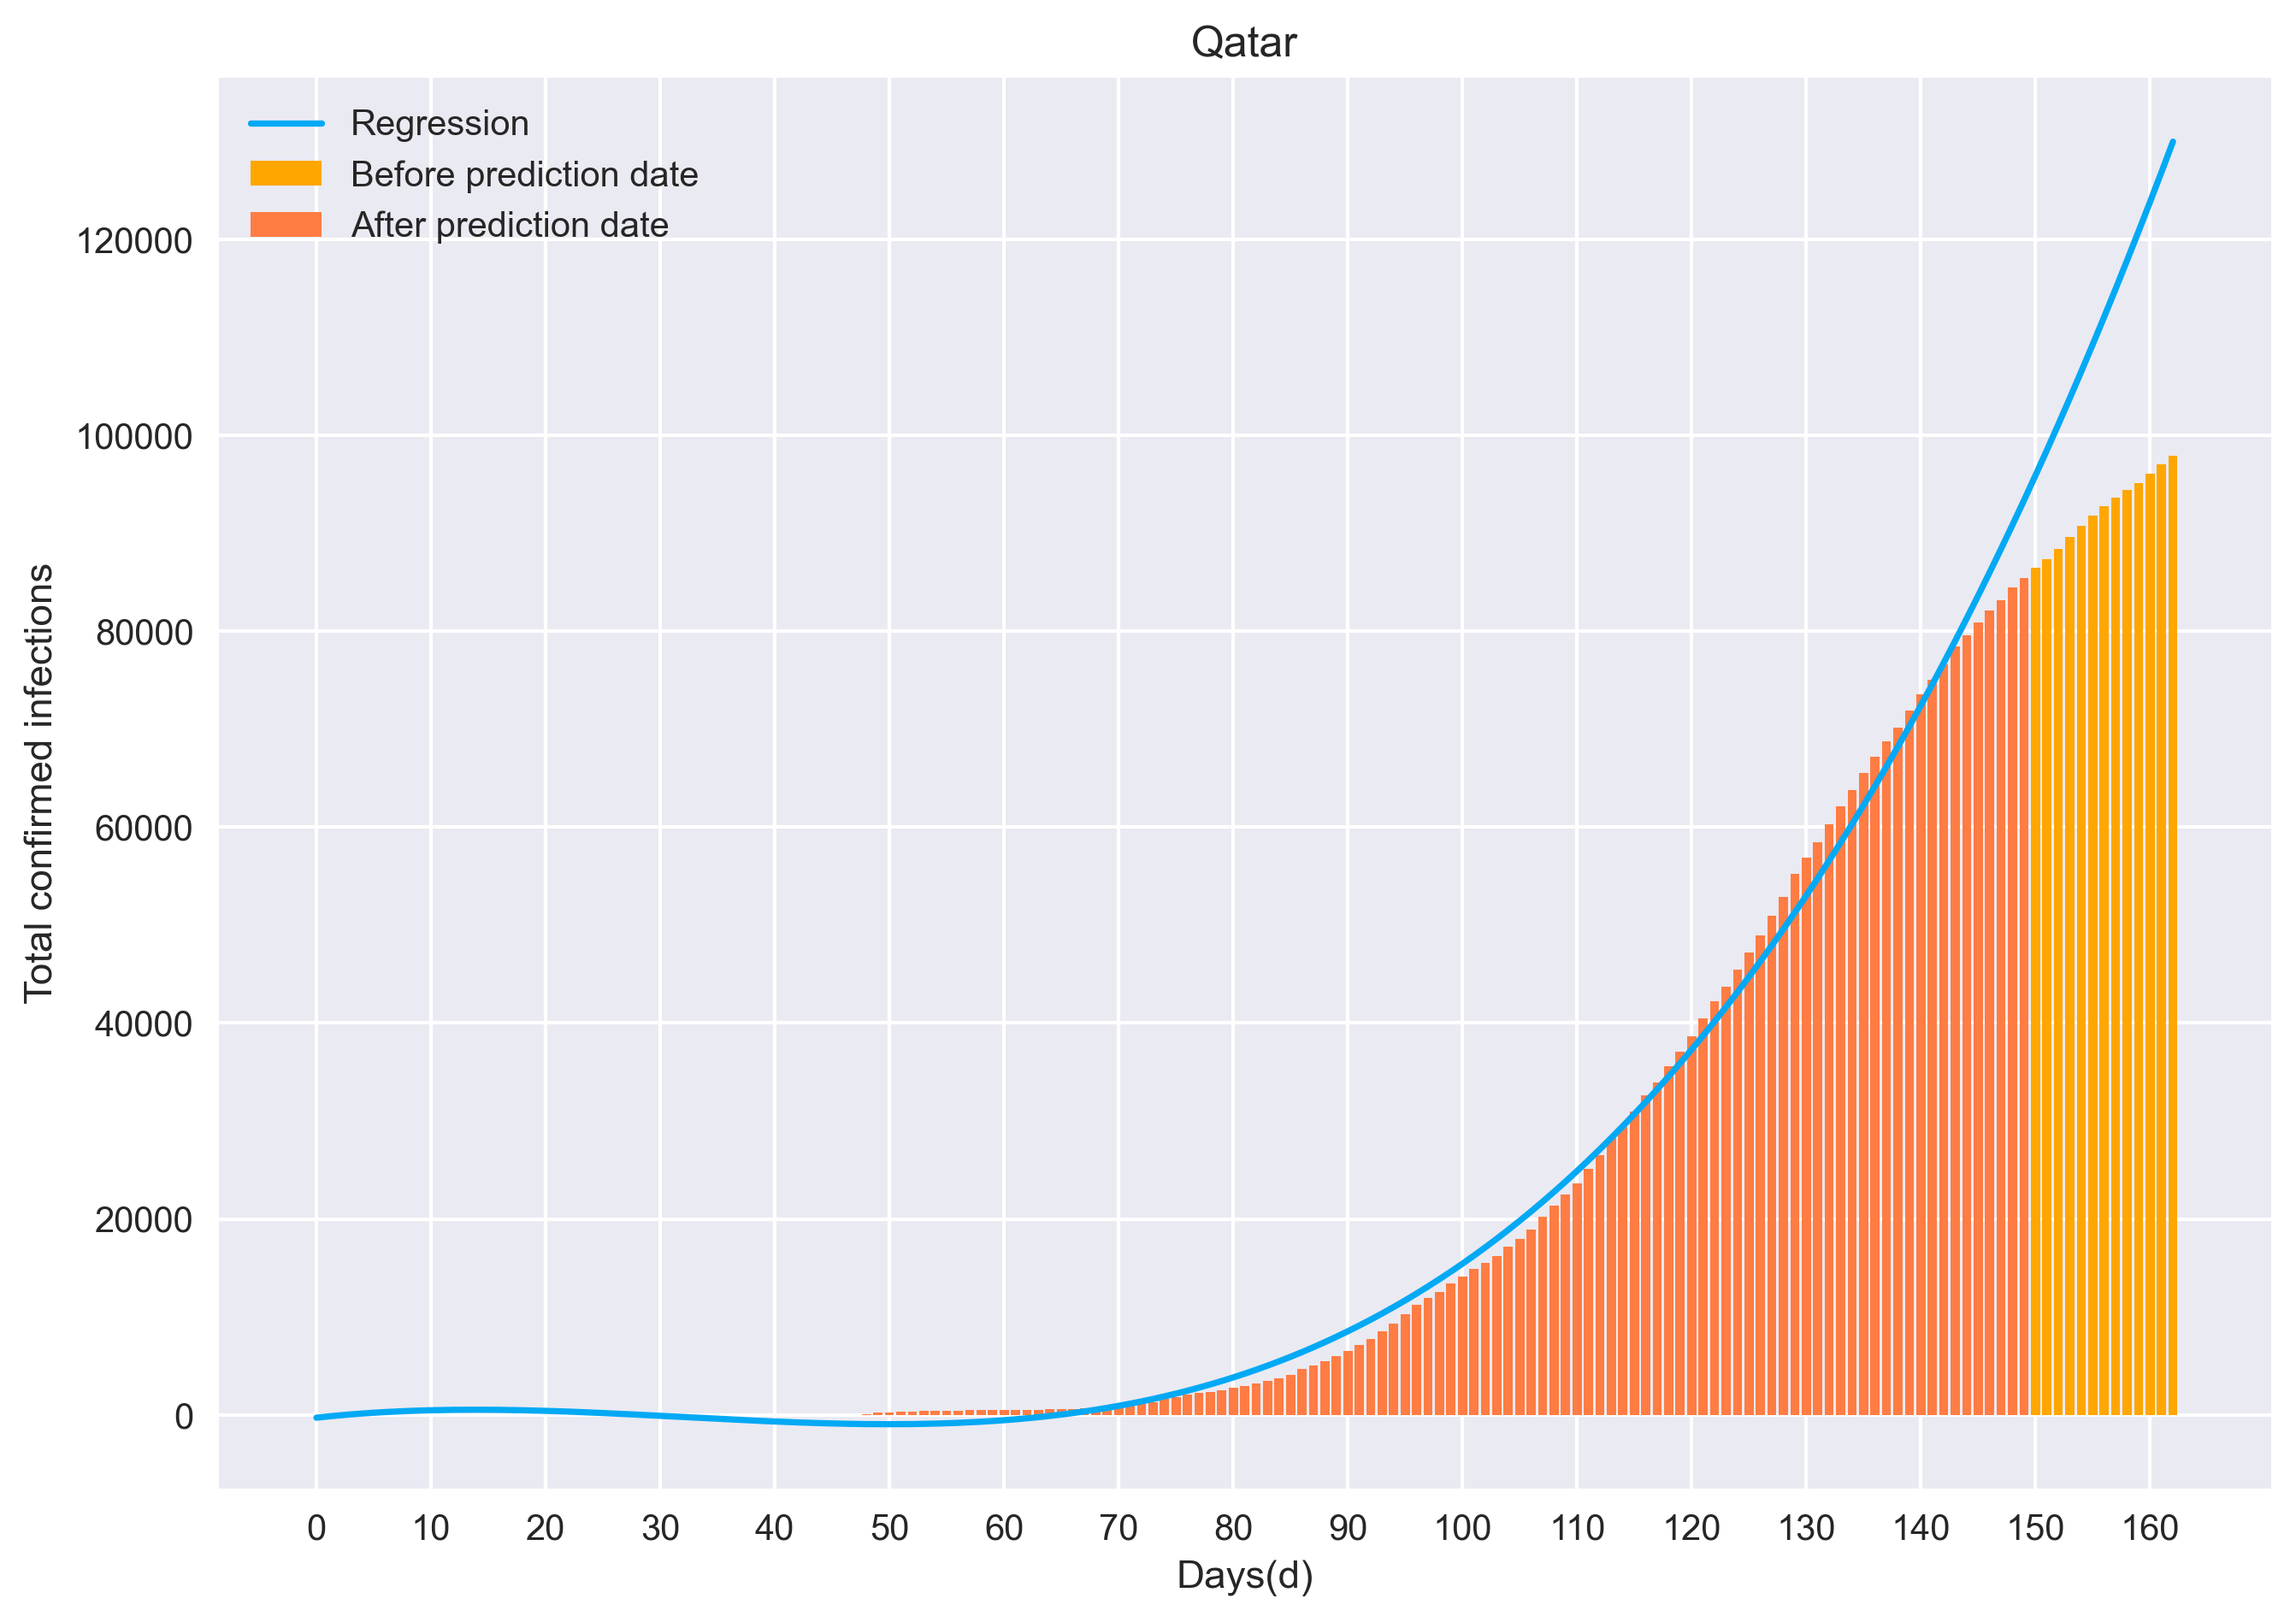 Qatar
Regression
Before prediction date
After prediction date
120000
100000
80000
60000
40000
20000
0
Total confirmed infections
0 10 20 30 40 50 60 70 80 90 100 110 120 130 140 150 160
Days(d)